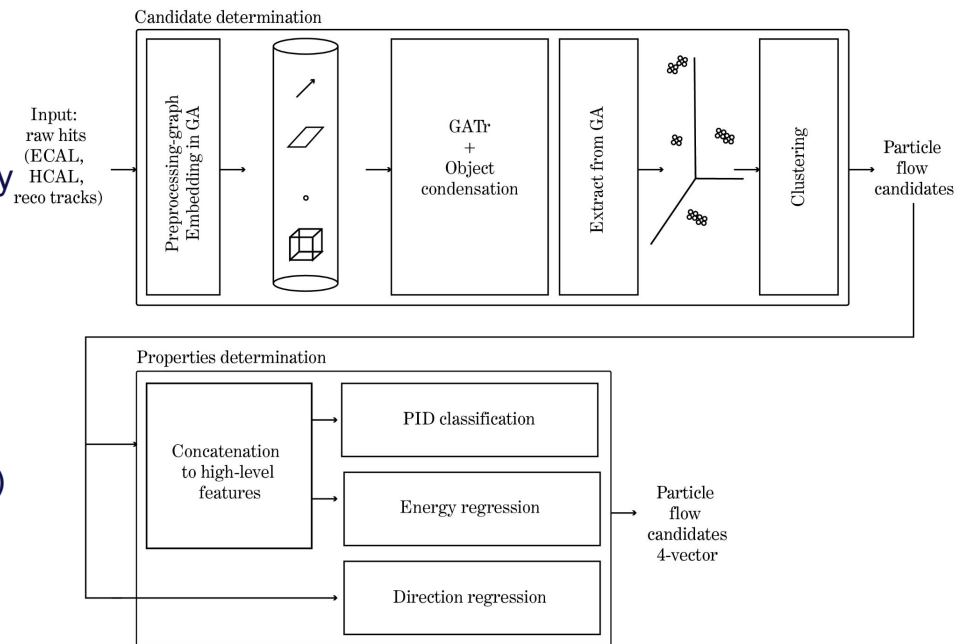 Candidate determination
Input:
raw hits
(ECAL,
HCAL,
reco tracks)
y
Preprocessing-graph
Embedding in GA
GATr
+
Object
condensation
Extract from GA
Clustering
Particle
flow
candidates
Properties determination
)
Concatenation
to high-level
features
PID classification
Energy regression
Direction regression
Particle
flow
candidates
4-vector